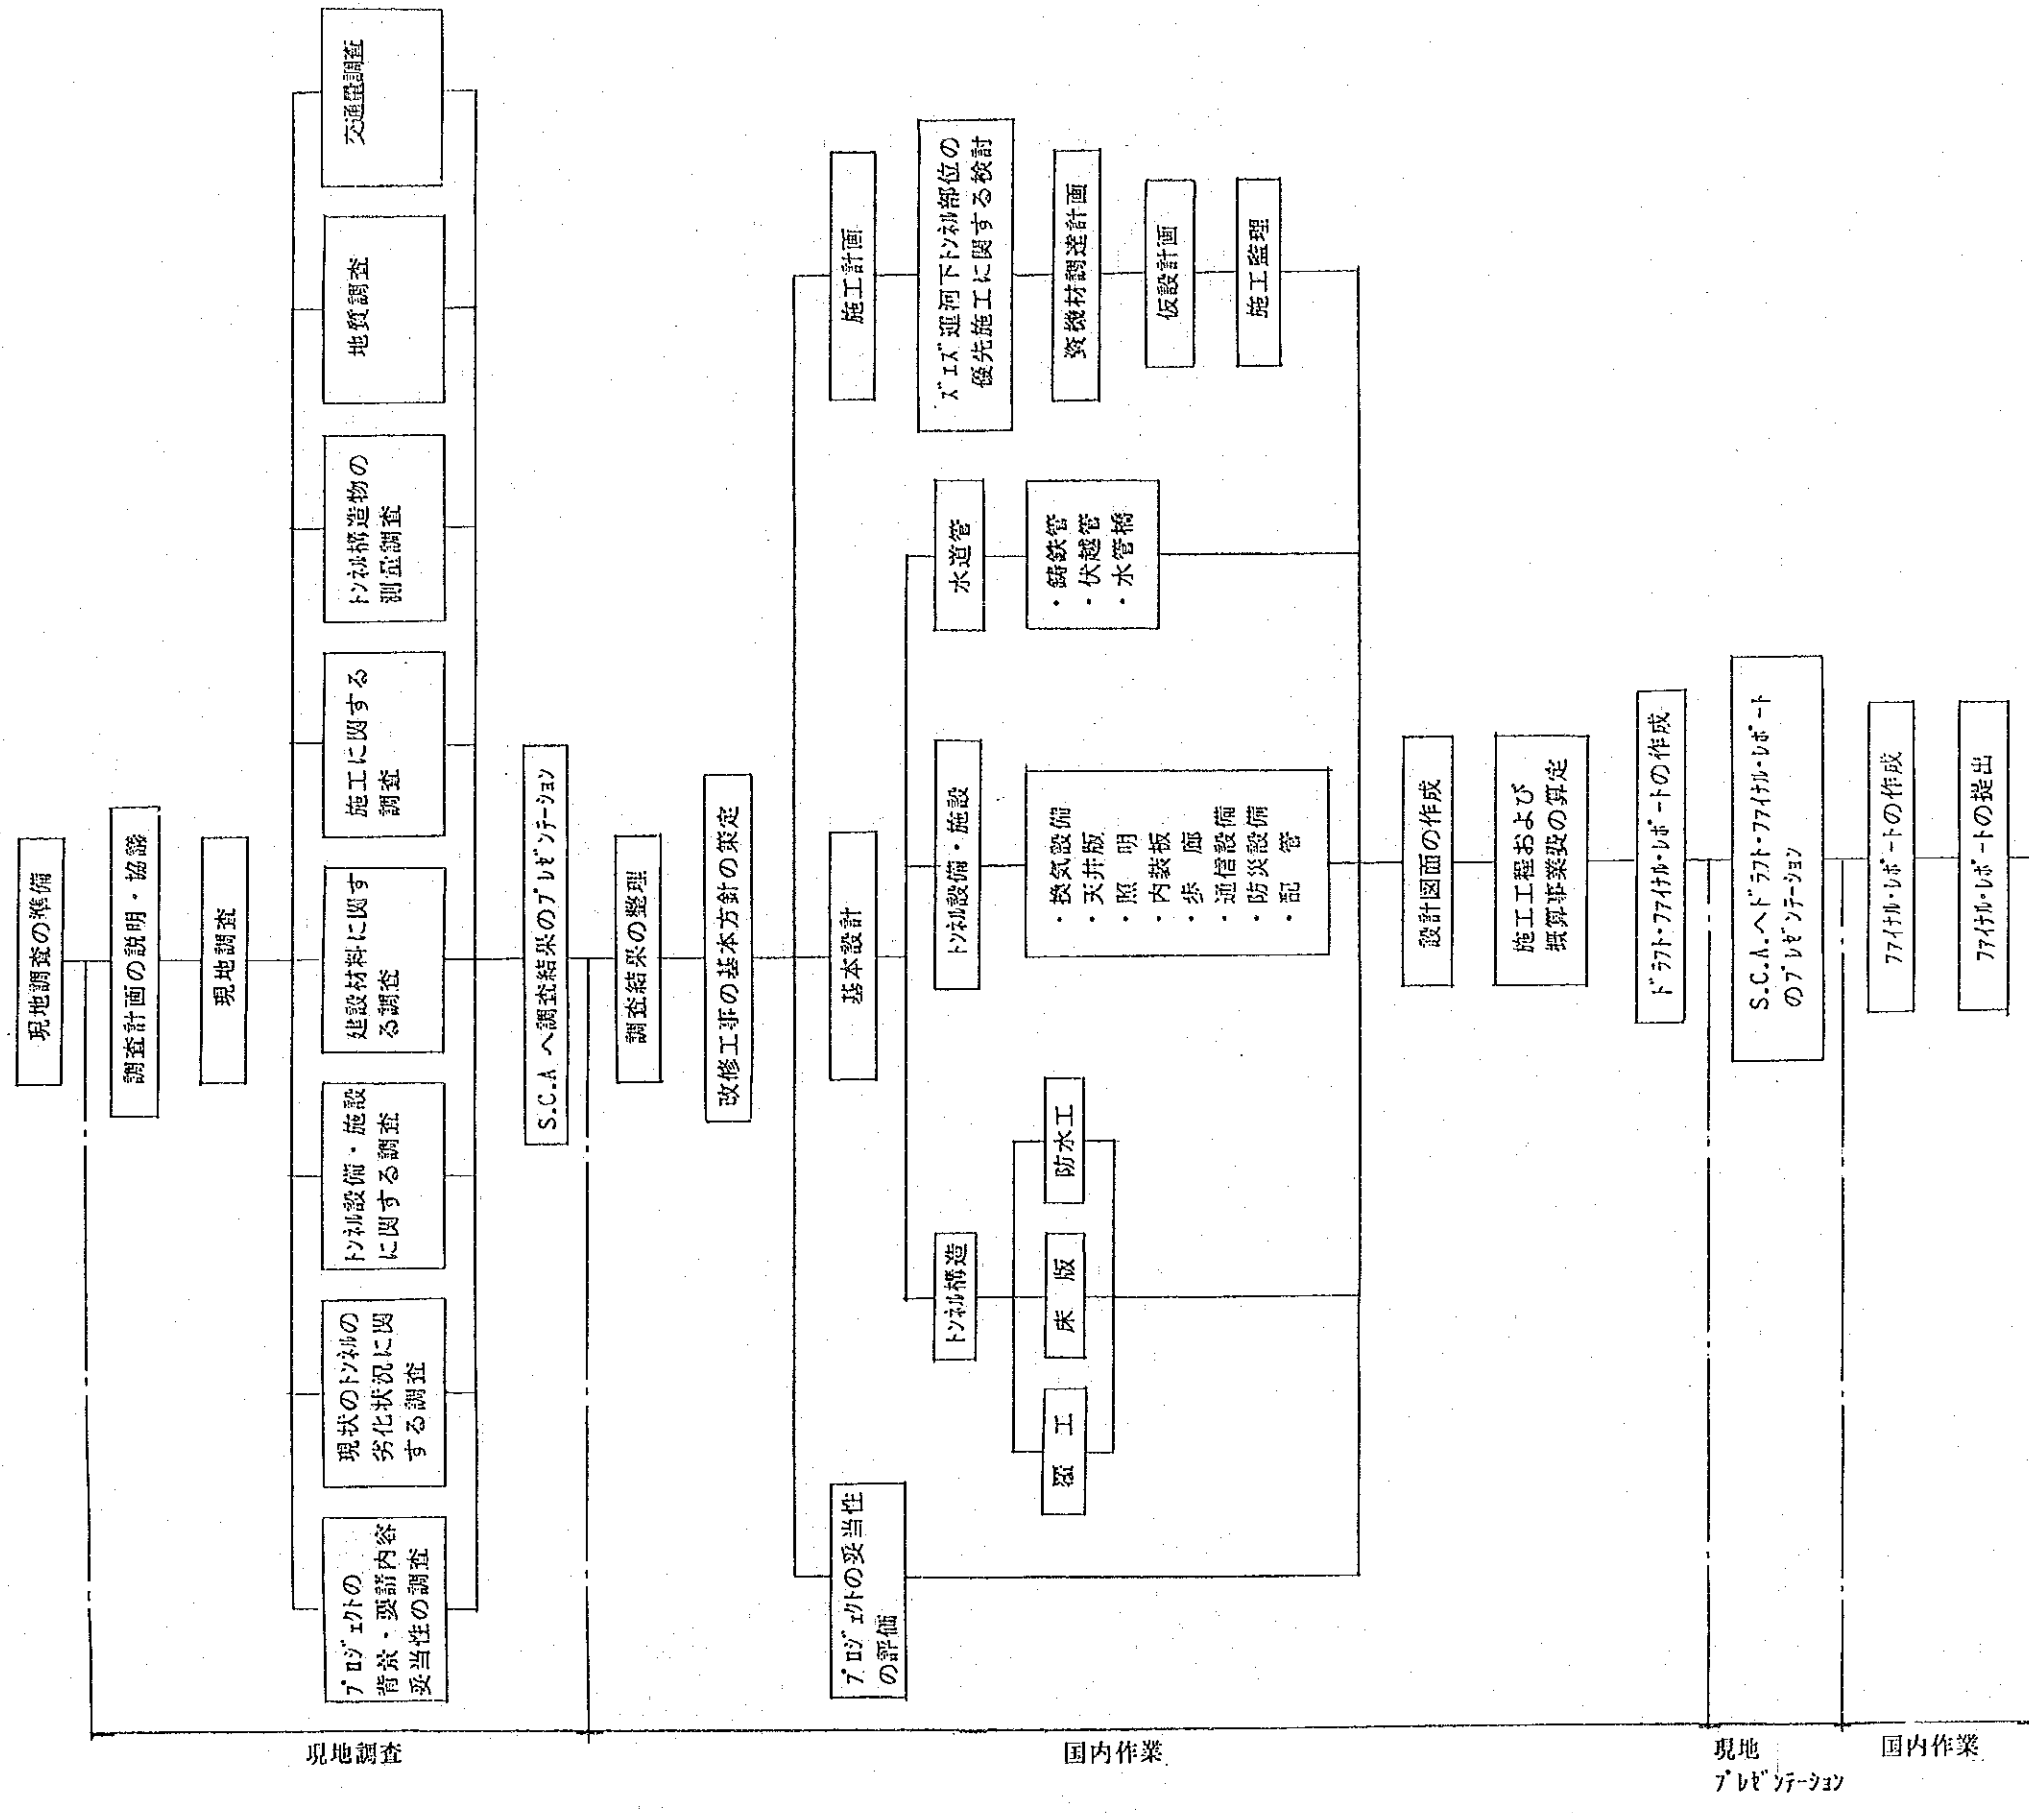 現地調査の準備
調査計画の説明・協議
現地調査
プロジェクトの
背景・要請内容
妥当性の調査
現状のトンネルの
劣化状況に関
する調査
トンネル設備・施設
に関する調査
建設材料に関す
る調査
施工に関する
調査
トンネル構造物の
測量調査
地質調査
交通量調査
S.C.A へ調査結果のプレゼンテーション
調査結果の整理
改修工事の基本方針の策定
プロジェクトの妥当性
の評価
基本設計
施工計画
トンネル構造
トンネル設備・施設
水道管
床 版
防水工
・換気設備
・天井版
・照 明
・内装板
・歩 廊
・通信設備
・防災設備
・配 管
・鋳鉄管
・伏越管
・水管橋
スエズ運河下トンネル部位の
優先施工に関する検討
資機材調達計画
仮設計画
施工監理
設計図面の作成
施工工程および
概算事業費の算定
ドラフト・ファイナル・レポートの作成
S.C.A.へドラフト・ファイナル・レポート
のプレゼンテーション
ファイナル・レポートの作成
ファイナル・レポートの提出
現地調査
国内作業
現地
プレゼンテーション
国内作業